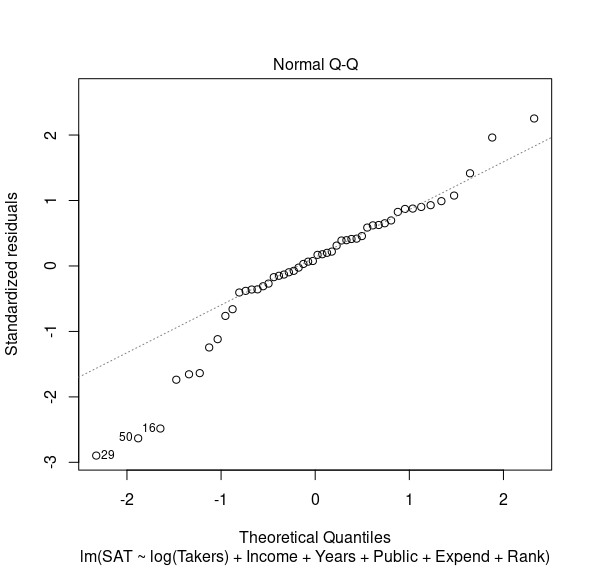 Normal Q-Q
Standardized residuals
2
1
0
-1
-2
-3
16
50
29
-2 -1 0 1 2
Theoretical Quantiles
lm(SAT ~ log(Takers) + Income + Years + Public + Expend + Rank)